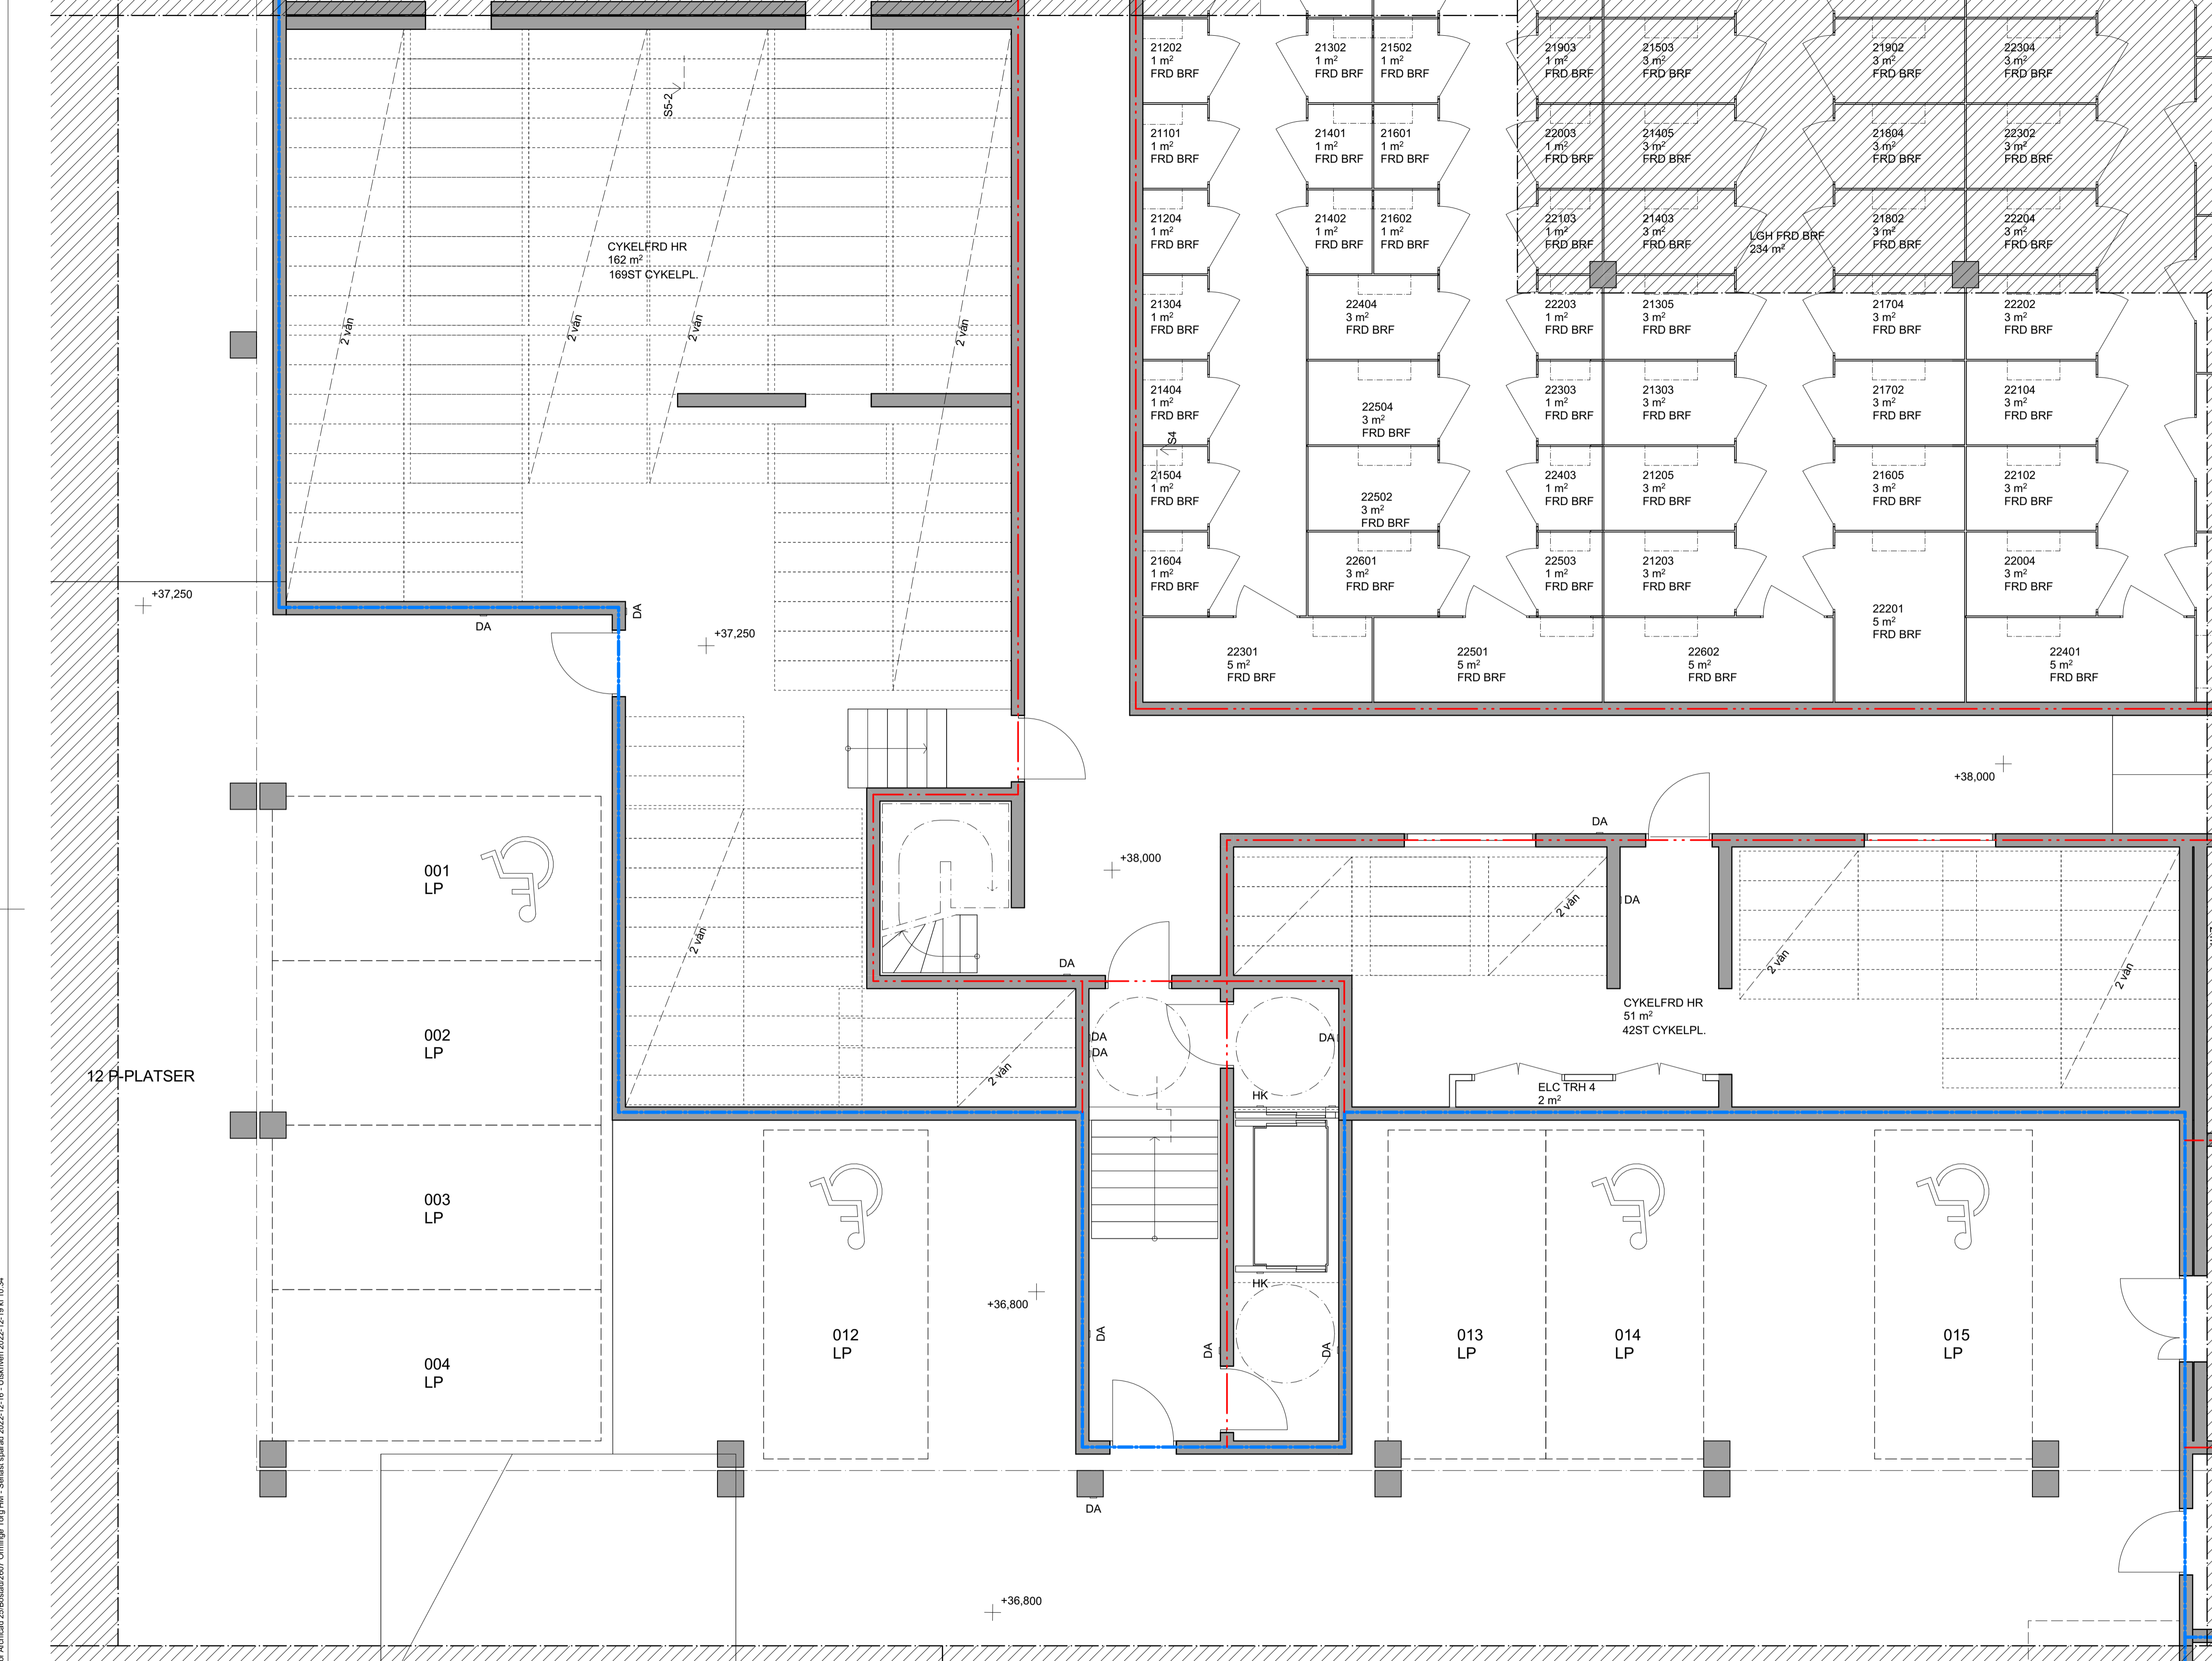 21202
1 m²
FRD BRF
21302
1 m²
FRD BRF
21502
1 m²
FRD BRF
21903
1 m²
FRD BRF
21503
3 m²
FRD BRF
21902
3 m²
FRD BRF
22304
3 m²
FRD BRF
S5-2
21101
1 m²
FRD BRF
21401
1 m²
FRD BRF
21601
1 m²
FRD BRF
22003
1 m²
FRD BRF
21405
3 m²
FRD BRF
21804
3 m²
FRD BRF
22302
3 m²
FRD BRF
21204
1 m²
FRD BRF
21402
1 m²
FRD BRF
21602
1 m²
FRD BRF
22103
1 m²
FRD BRF
21403
3 m²
FRD BRF
LGH FRD BRF
234 m²
21802
3 m²
FRD BRF
22204
3 m²
FRD BRF
CYKELFRD HR
162 m²
169ST CYKELPL.
21304
1 m²
FRD BRF
22404
3 m²
FRD BRF
22203
1 m²
FRD BRF
21305
3 m²
FRD BRF
21704
3 m²
FRD BRF
22202
3 m²
FRD BRF
2 vån
2 vån
2 vån
2 vån
21404
1 m²
FRD BRF
22504
3 m²
FRD BRF
22303
1 m²
FRD BRF
21303
3 m²
FRD BRF
21702
3 m²
FRD BRF
22104
3 m²
FRD BRF
S4
21504
1 m²
FRD BRF
22502
3 m²
FRD BRF
22403
1 m²
FRD BRF
21205
3 m²
FRD BRF
21605
3 m²
FRD BRF
22102
3 m²
FRD BRF
21604
1 m²
FRD BRF
22601
3 m²
FRD BRF
22503
1 m²
FRD BRF
21203
3 m²
FRD BRF
22201
5 m²
FRD BRF
22004
3 m²
FRD BRF
+37,250
DA
DA
+37,250
22301
5 m²
FRD BRF
22501
5 m²
FRD BRF
22602
5 m²
FRD BRF
22401
5 m²
FRD BRF
+38,000
DA
+38,000
001
LP
2 vån
DA
2 vån
DA
2 vån
2 vån
CYKELFRD HR
51 m²
42ST CYKELPL.
002
LP
DA
DA
DA
12 P-PLATSER
2 vån
HK
ELC TRH 4
2 m²
003
LP
HK
+36,800
012
LP
DA
DA
DA
013
LP
014
LP
015
LP
004
LP
DA
+36,800